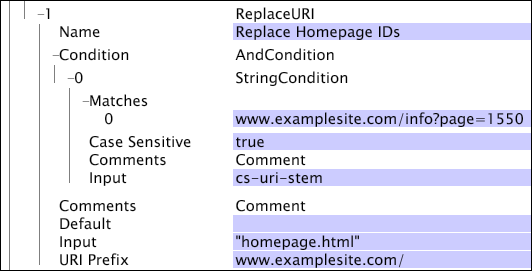 1 ReplaceURI
Name Replace Homepage IDs
Condition AndCondition
0 StringCondition
Matches
0 www.examplesite.com/info?page=1550
Case Sensitive true
Comments Comment
Input cs-uri-stem
Comments Comment
Default
Input "homepage.html"
URI Prefix www.examplesite.com/